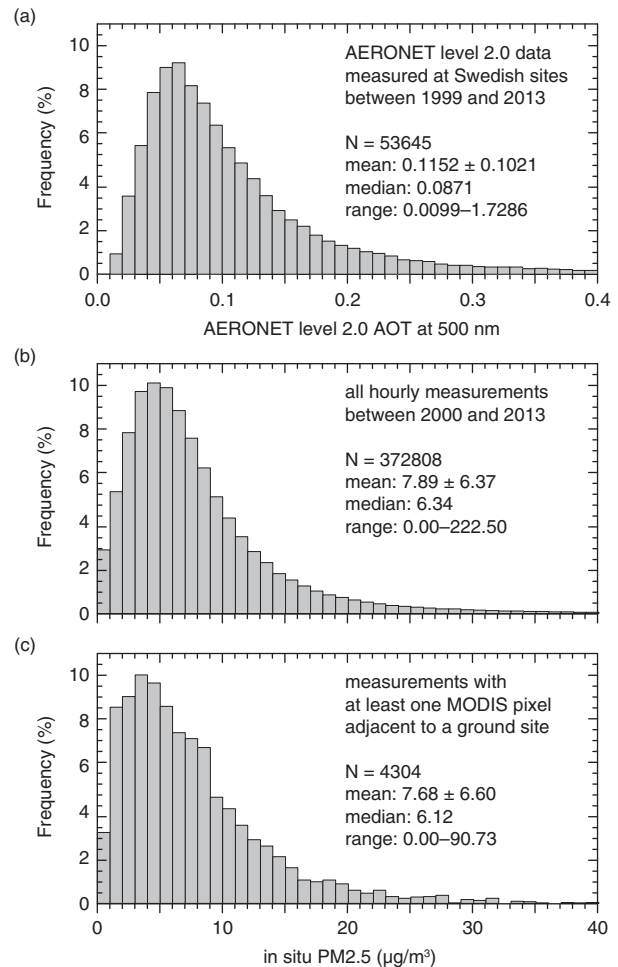 (a)
10
8
6
4
2
0
Frequency (%)
AERONET level 2.0 data
measured at Swedish sites
between 1999 and 2013
N = 53645
mean: 0.1152 ± 0.1021
median: 0.0871
range: 0.0099–1.7286
0.0 0.1 0.2 0.3 0.4
AERONET level 2.0 AOT at 500 nm
(b)
10
8
6
4
2
0
Frequency (%)
all hourly measurements
between 2000 and 2013
N = 372808
mean: 7.89 ± 6.37
median: 6.34
range: 0.00–222.50
(c)
10
8
6
4
2
0
Frequency (%)
measurements with
at least one MODIS pixel
adjacent to a ground site
N = 4304
mean: 7.68 ± 6.60
median: 6.12
range: 0.00–90.73
0 10 20 30 40
in situ PM2.5 (µg/m³)